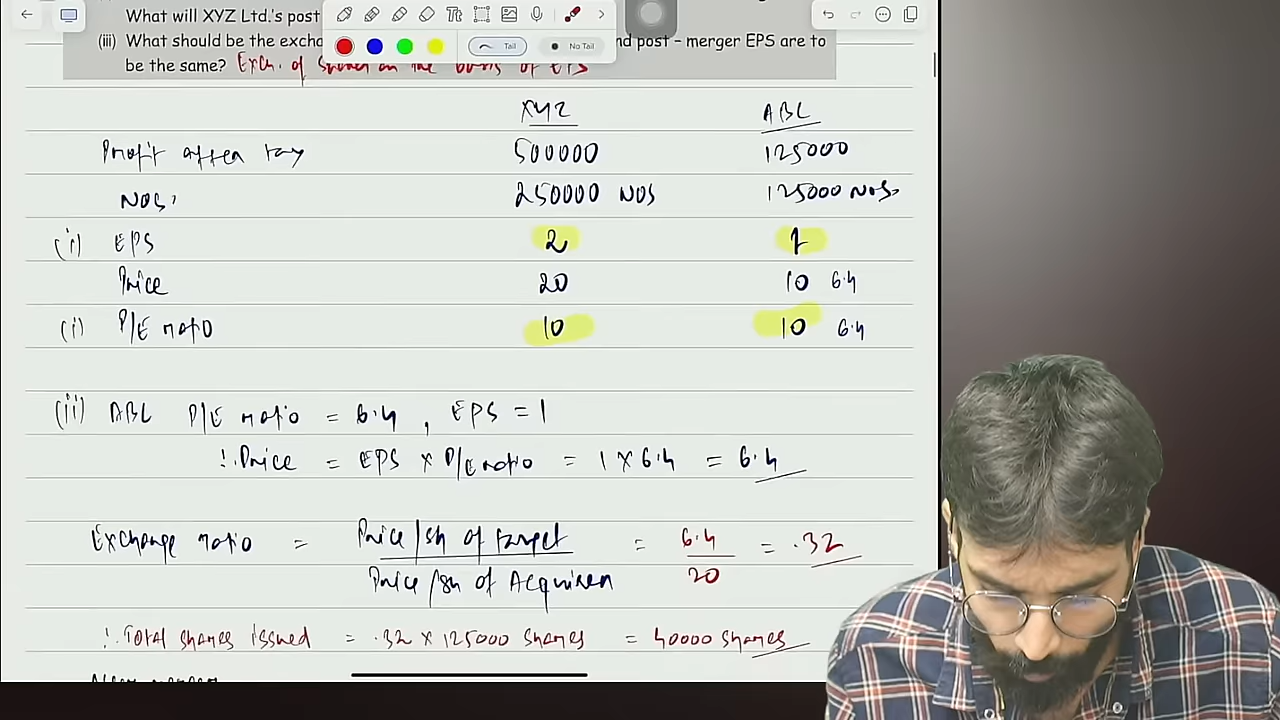 What will XYZ Ltd.'s post
(iii) What should be the excha nd post – merger EPS are to
be the same? Exch. of Shares on the basis of EPS
Tt
Tail
No Tail
XYZ ABC
Profit after tax 500000 125000
NOS. 250000 NOS 125000 NOS.
(i) EPS 2 1
Price 20 10 6.4
(i) P/E ratio 10 10 6.4
(ii) ABC P/E ratio = 6.4 , EPS = 1
∴ Price = EPS × P/E ratio = 1 × 6.4 = 6.4
Exchange ratio = Price/sh of target = 6.4 = .32
Price/sh of Acquirer 20
∴ Total shares issued = .32 × 125000 shares = 40000 shares